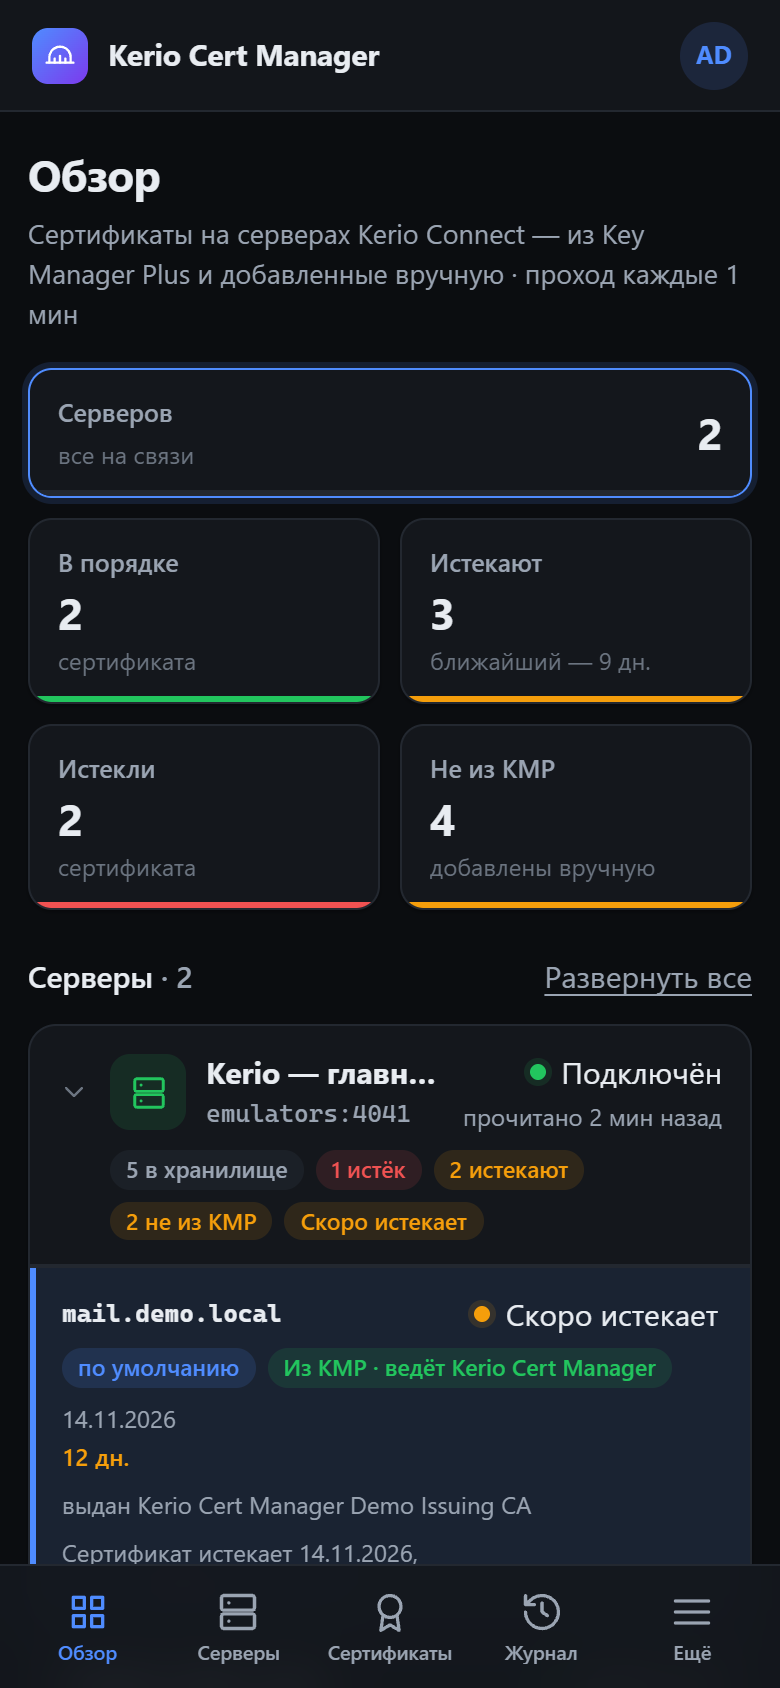 Kerio Cert Manager
AD
Обзор
Сертификаты на серверах Kerio Connect — из Key
Manager Plus и добавленные вручную · проход каждые 1
мин
Серверов
все на связи
2
В порядке
2
сертификата
Истекают
3
ближайший — 9 дн.
Истекли
2
сертификата
Не из KMP
4
добавлены вручную
Серверы · 2
Развернуть все
Kerio — главн...
Подключён
emulators:4041
прочитано 2 мин назад
5 в хранилище
1 истёк
2 истекают
2 не из KMP
Скоро истекает
mail.demo.local
Скоро истекает
по умолчанию
Из KMP · ведёт Kerio Cert Manager
14.11.2026
12 дн.
выдан Kerio Cert Manager Demo Issuing CA
Сертификат истекает 14.11.2026,
Обзор
Серверы
Сертификаты
Журнал
Ещё